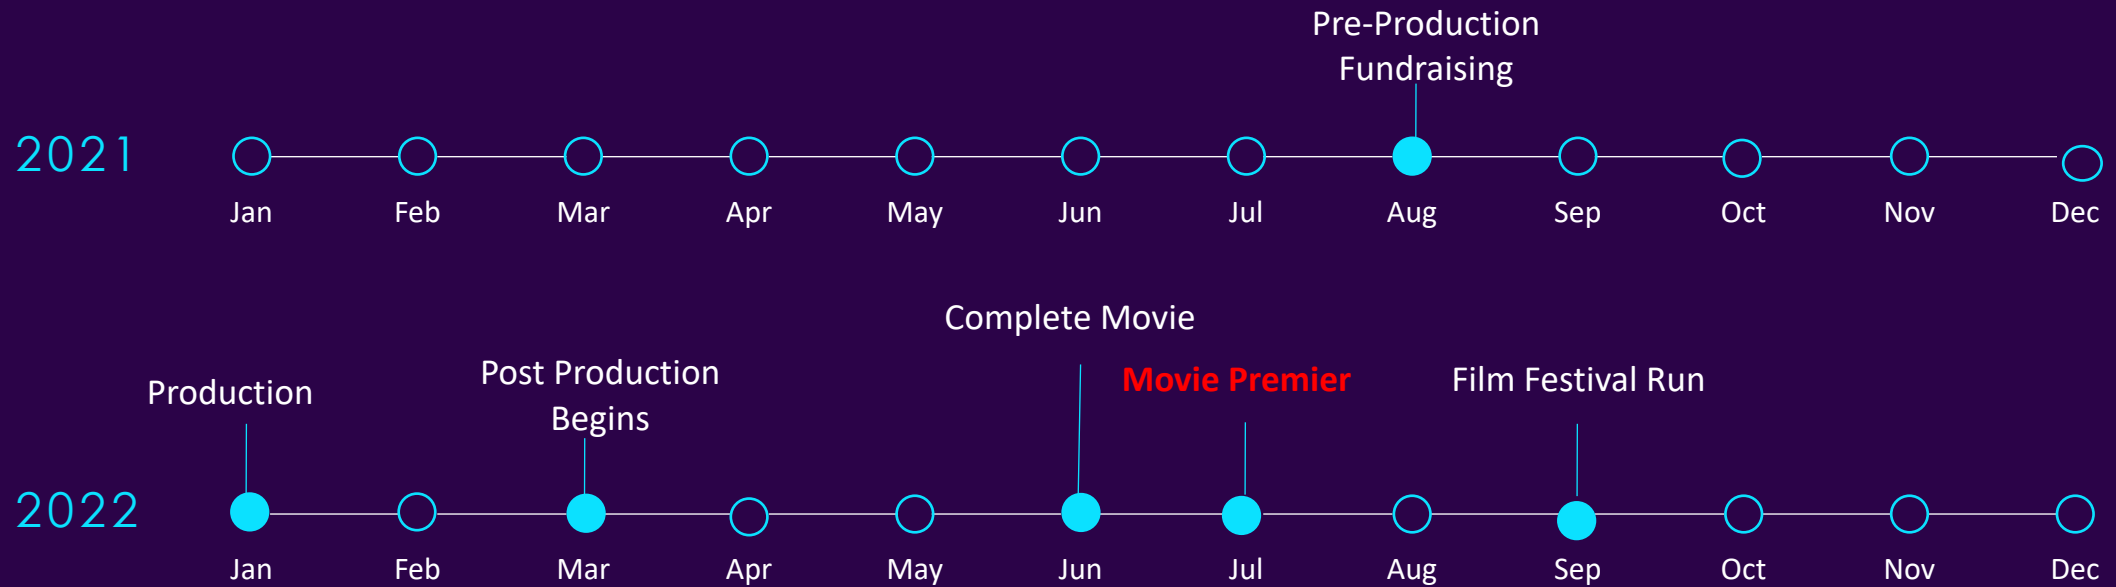 Pre-Production
Fundraising
2021
Jan Feb Mar Apr May Jun Jul Aug Sep Oct Nov Dec
Complete Movie
Production
Post Production
Begins
Movie Premier
Film Festival Run
2022
Jan Feb Mar Apr May Jun Jul Aug Sep Oct Nov Dec